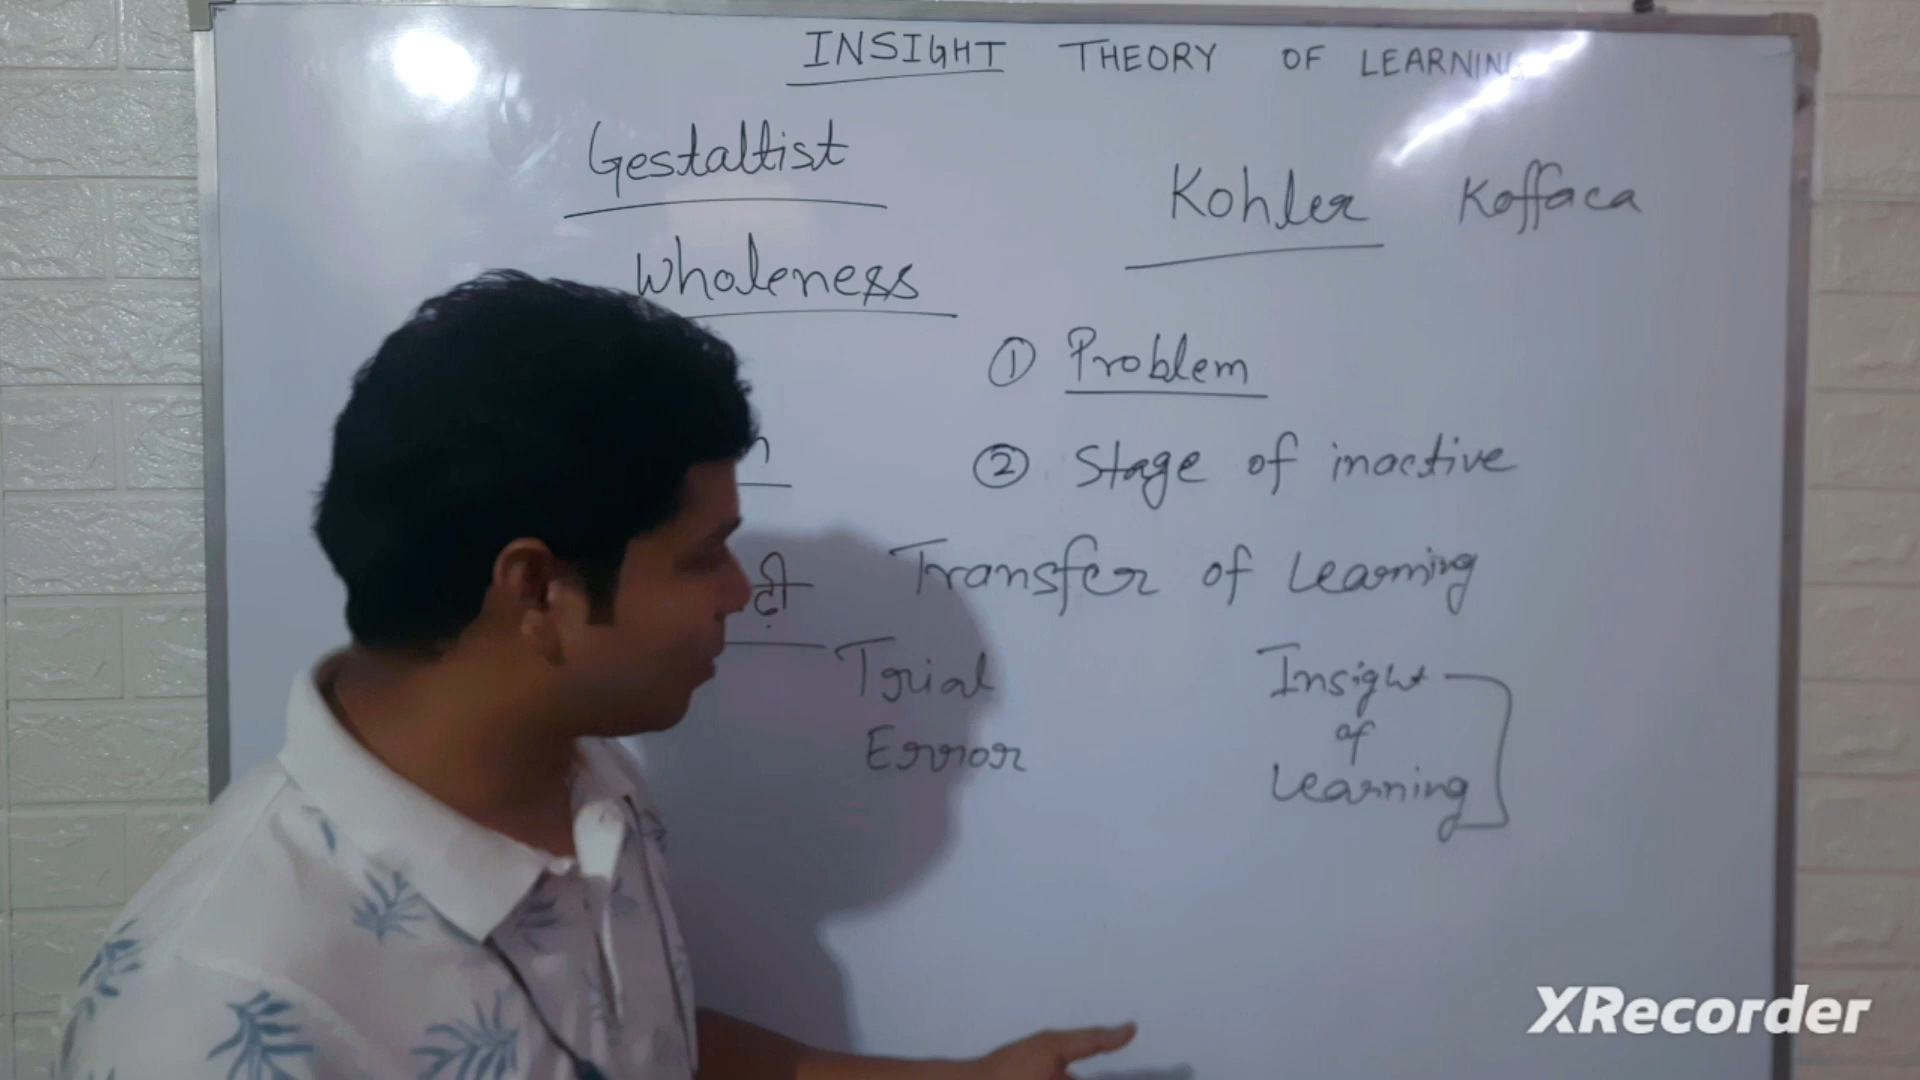 INSIGHT THEORY OF LEARNING
Gestaltist
Kohler Koffaca
Wholeness
① Problem
② Stage of inactive
Transfer of Learning
Trial
Error
Insight
of
Learning
XRecorder